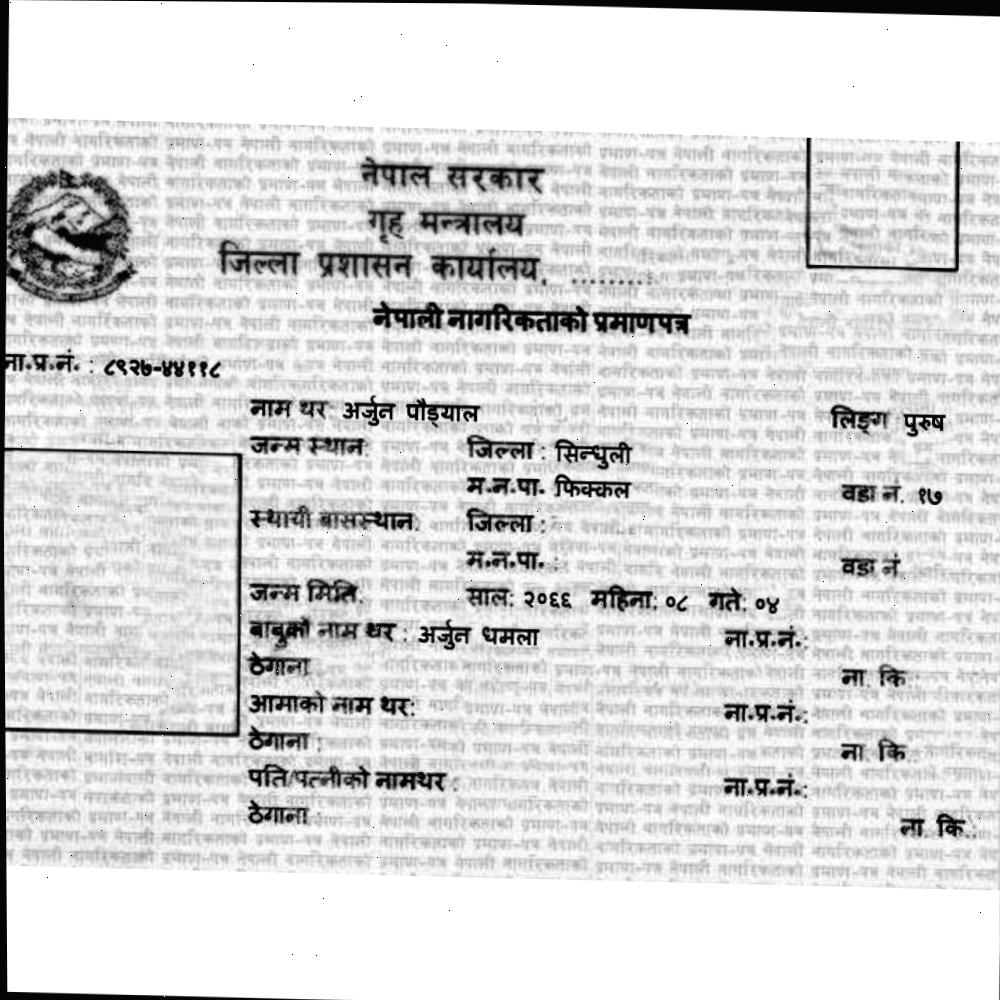 नेपाल सरकार
गृह मन्त्रालय
जिल्ला प्रशासन कार्यालय, .........
नेपाली नागरिकताको प्रमाणपत्र
ना.प्र.नं. : ८९२७-४४११८
नाम थर: अर्जुन पौड्याल लिङ्ग पुरुष
जन्म स्थान: जिल्ला : सिन्धुली
म.न.पा. फिक्कल वडा नं. १७
स्थायी बासस्थान: जिल्ला :
म.न.पा. : वडा नं.
जन्म मिति: साल: २०६६ महिना: ०८ गते: ०४
बाबुको नाम थर : अर्जुन धमला ना.प्र.नं.:
ठेगाना ना. कि.:
आमाको नाम थर: ना.प्र.नं.:
ठेगाना : ना. कि.:
पति/पत्नीको नामथर : ना.प्र.नं.:
ठेगाना : ना. कि.: